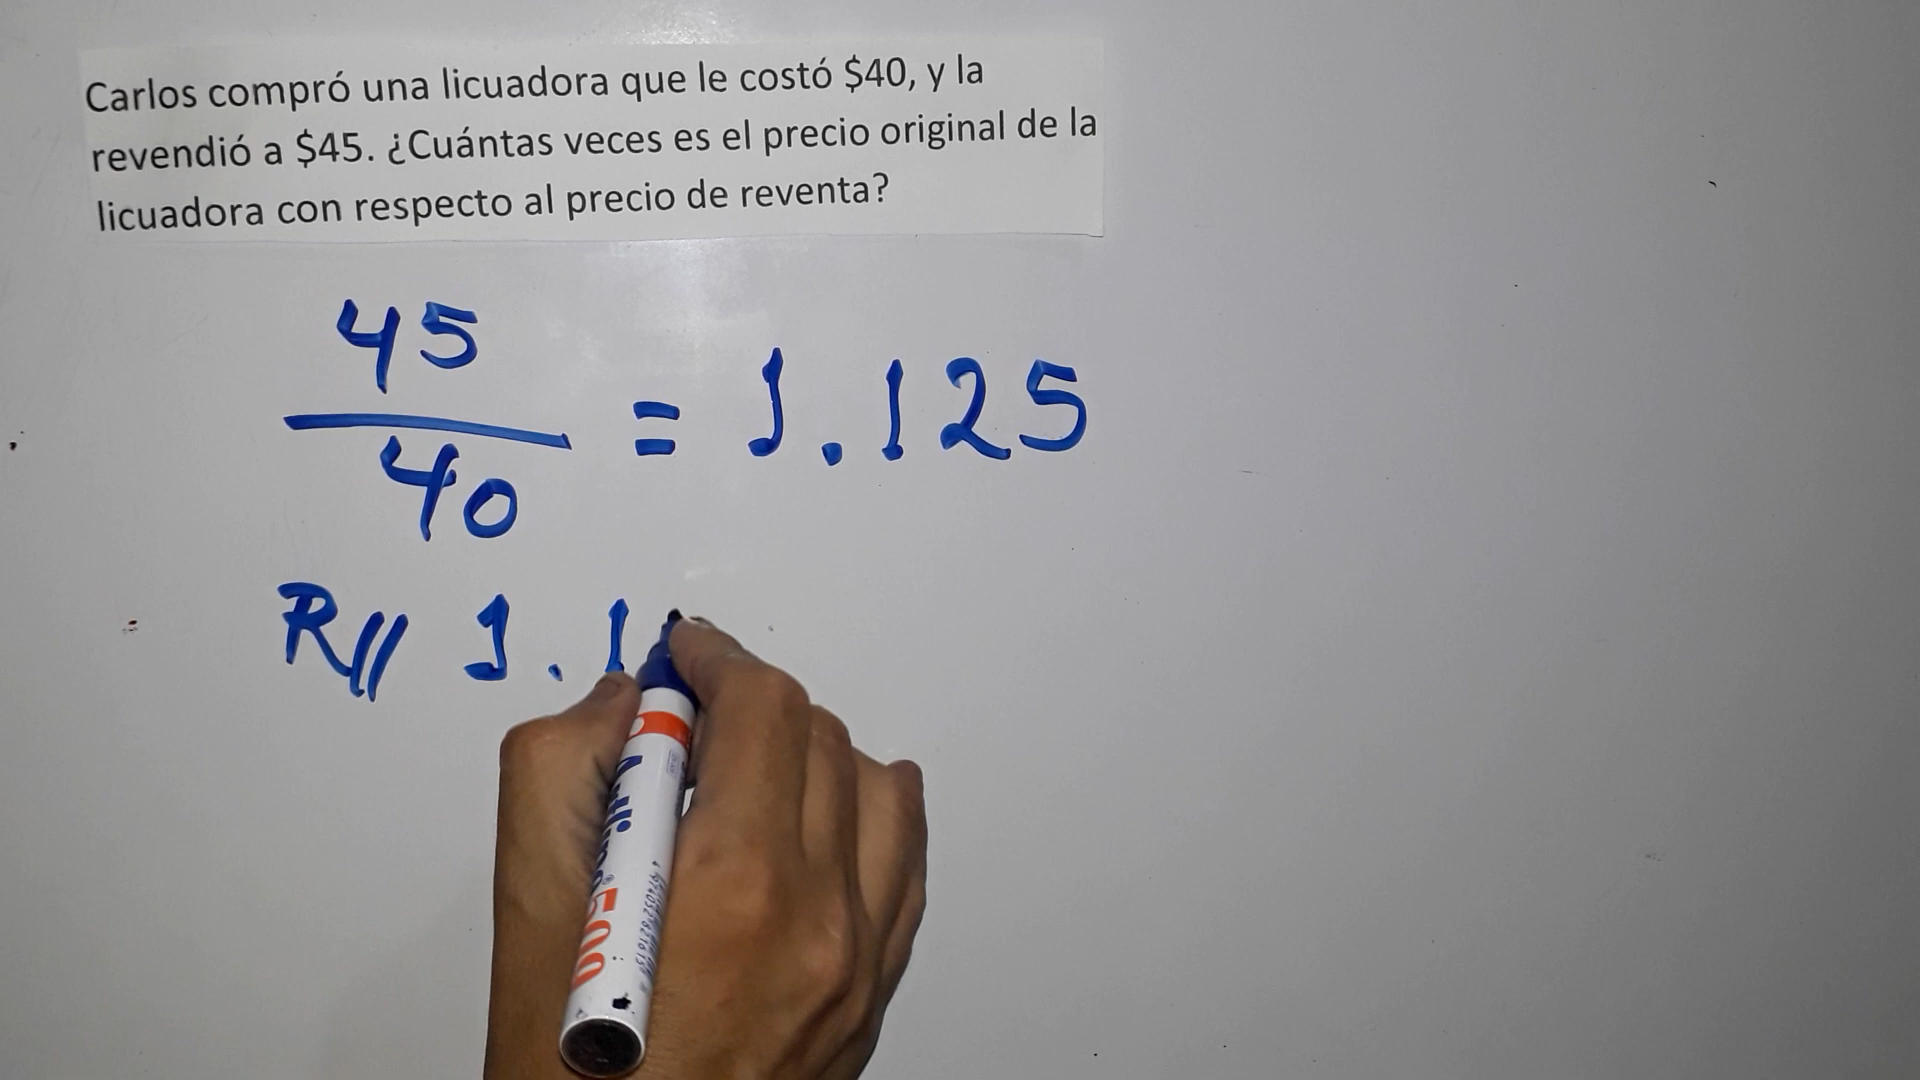 Carlos compró una licuadora que le costó $40, y la
revendió a $45. ¿Cuántas veces es el precio original de la
licuadora con respecto al precio de reventa?
45
40
= 1.125
R// 1.1
500